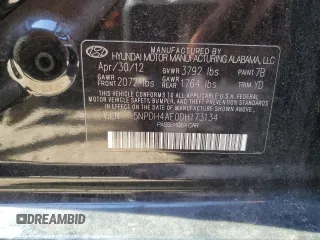 HYUNDAI MOTOR MANUFACTURING ALABAMA, LLC
Apr/30/12 GVWR 3792 lbs PAINT 7B
GAWR FRONT 2072 lbs GAWR REAR 1764 lbs TRIM YD
THIS VEHICLE CONFORMS TO ALL APPLICABLE
FEDERAL MOTOR VEHICLE SAFETY, BUMPER, AND
THEFT PREVENTION STANDARDS IN EFFECT ON
THE DATE OF MANUFACTURE SHOWN ABOVE.
V.I.N: 5NPDH4AE0DH173134
PASSENGER CAR
DREAMBID
DREAMBID